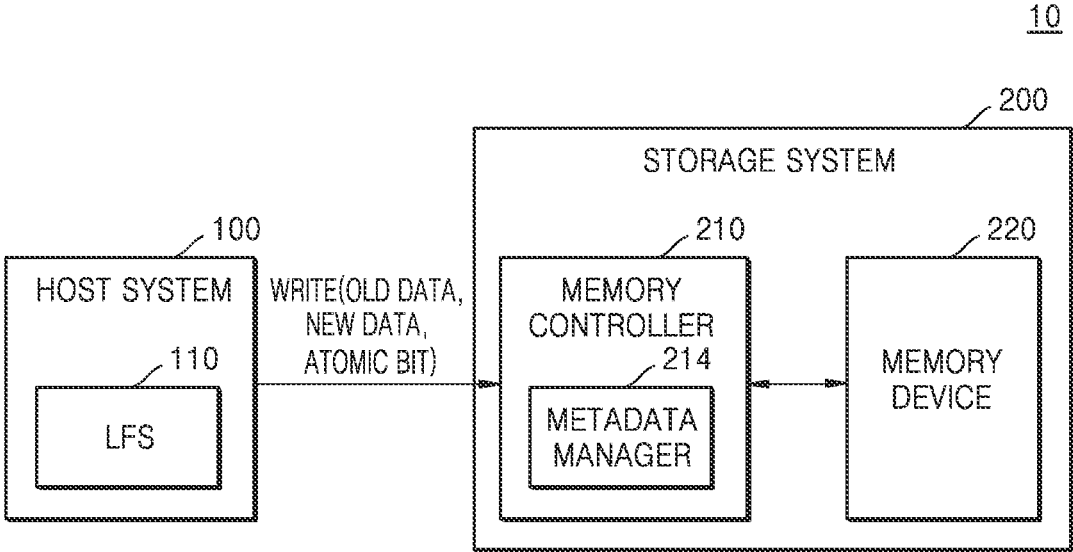 10
200
STORAGE SYSTEM
100
HOST SYSTEM
110
LFS
WRITE(OLD DATA,
NEW DATA,
ATOMIC BIT)
210
MEMORY
CONTROLLER
214
METADATA
MANAGER
220
MEMORY
DEVICE